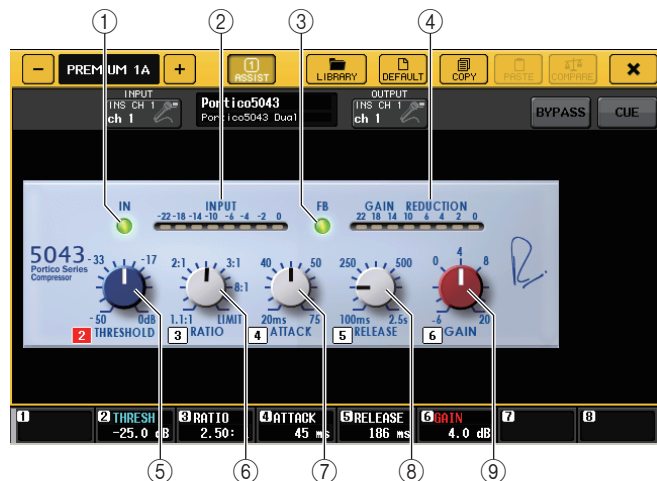 ① ② ③ ④
− PREMIUM 1A + 1 ASSIST LIBRARY DEFAULT COPY PASTE COMPARE ×
INPUT
INS CH 1
ch 1
Portico5043
Portico5043 Dual
OUTPUT
INS CH 1
ch 1
BYPASS CUE
IN INPUT FB GAIN REDUCTION
-22 -18 -14 -10 -6 -4 -2 0 22 18 14 10 6 4 2 0
5043
Portico Series
Compressor
-33 -17 2:1 3:1 8:1 40 50 250 500 0 4 8
-50 0dB 1.1:1 LIMIT 20ms 75 100ms 2.5s -6 20
2 THRESHOLD 3 RATIO 4 ATTACK 5 RELEASE 6 GAIN
1 2 THRESH 3 RATIO 4 ATTACK 5 RELEASE 6 GAIN 7 8
-25.0 dB 2.50: 45 ms 186 ms 4.0 dB
⑤ ⑥ ⑦ ⑧ ⑨